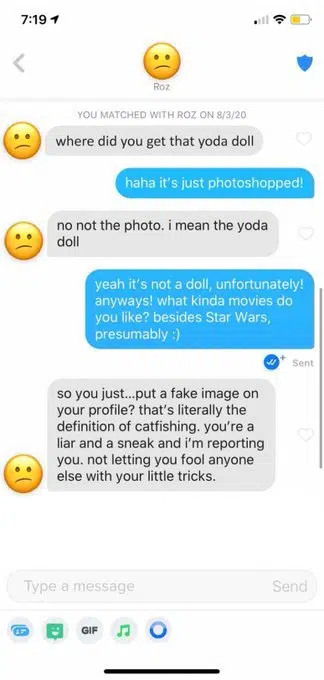 7:19
Roz
YOU MATCHED WITH ROZ ON 8/3/20
where did you get that yoda doll
haha it's just photoshopped!
no not the photo. i mean the yoda
doll
yeah it's not a doll, unfortunately!
anyways! what kinda movies do
you like? besides Star Wars,
presumably :)
Sent
so you just...put a fake image on
your profile? that's literally the
definition of catfishing. you're a
liar and a sneak and i'm reporting
you. not letting you fool anyone
else with your little tricks.
Type a message
Send
GIF